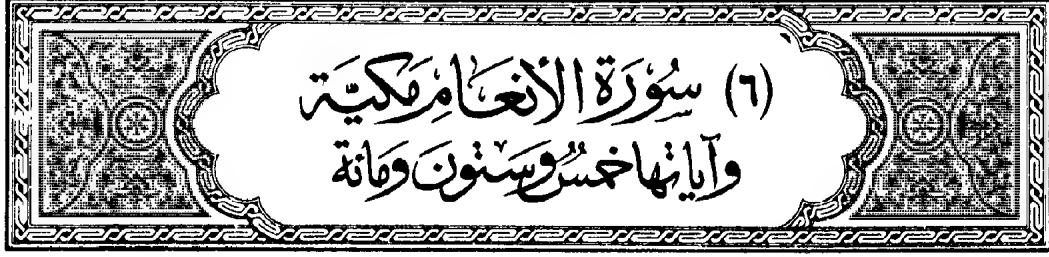 (٦) سُورَة الأنعَامِ مَكيَّة
وآياتها خمسٌ وستون ومائة